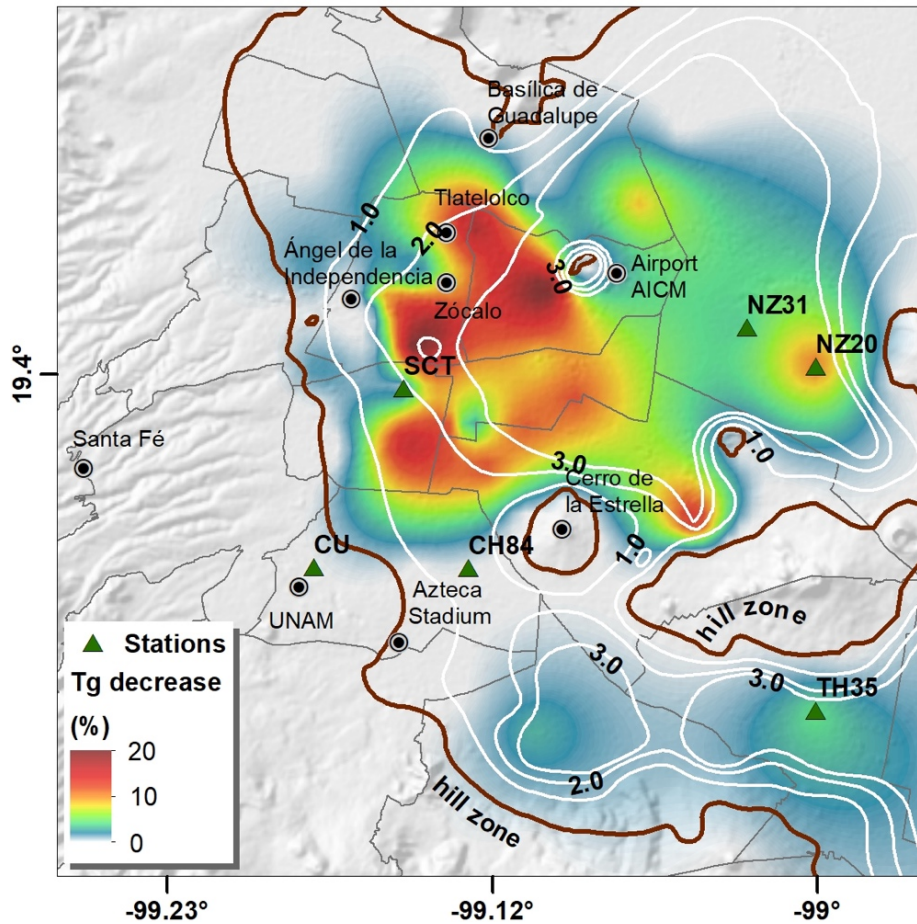 Basílica de
Guadalupe
1.0
Tlatelolco
2.0
Ángel de la
Independencia
3.0
Airport
AICM
Zócalo
NZ31
NZ20
19.4°
SCT
Santa Fé
1.0
3.0
Cerro de
la Estrella
CU
CH84
1.0
UNAM
Azteca
Stadium
hill zone
3.0
3.0
TH35
2.0
hill zone
Stations
Tg decrease
(%)
20
10
0
-99.23°
-99.12°
-99°